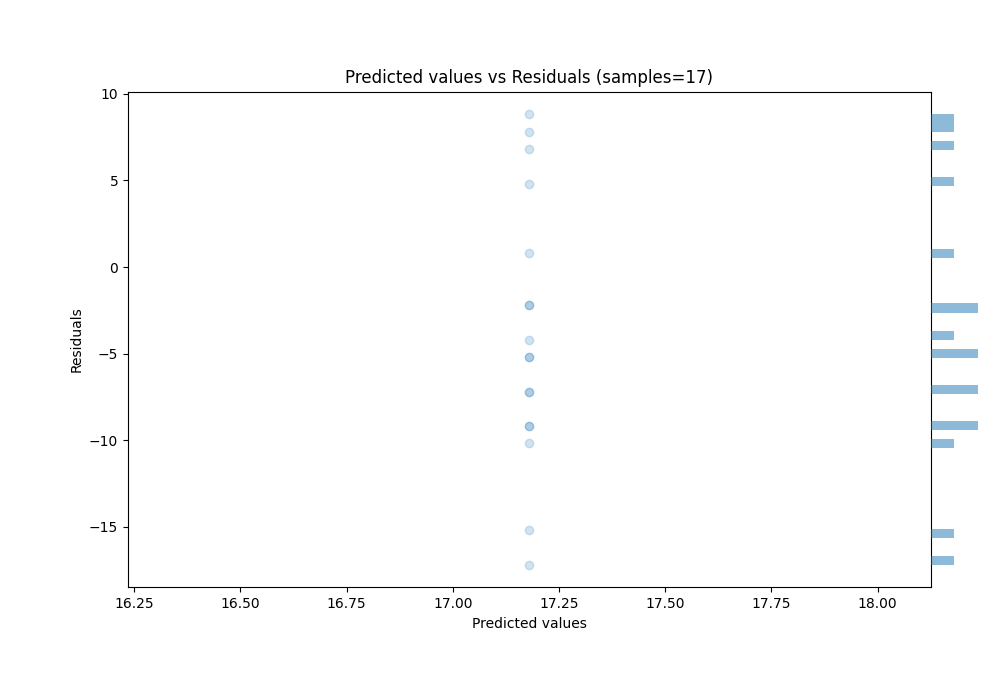 Predicted values vs Residuals (samples=17)
10
5
0
−5
−10
−15
Residuals
16.25 16.50 16.75 17.00 17.25 17.50 17.75 18.00
Predicted values